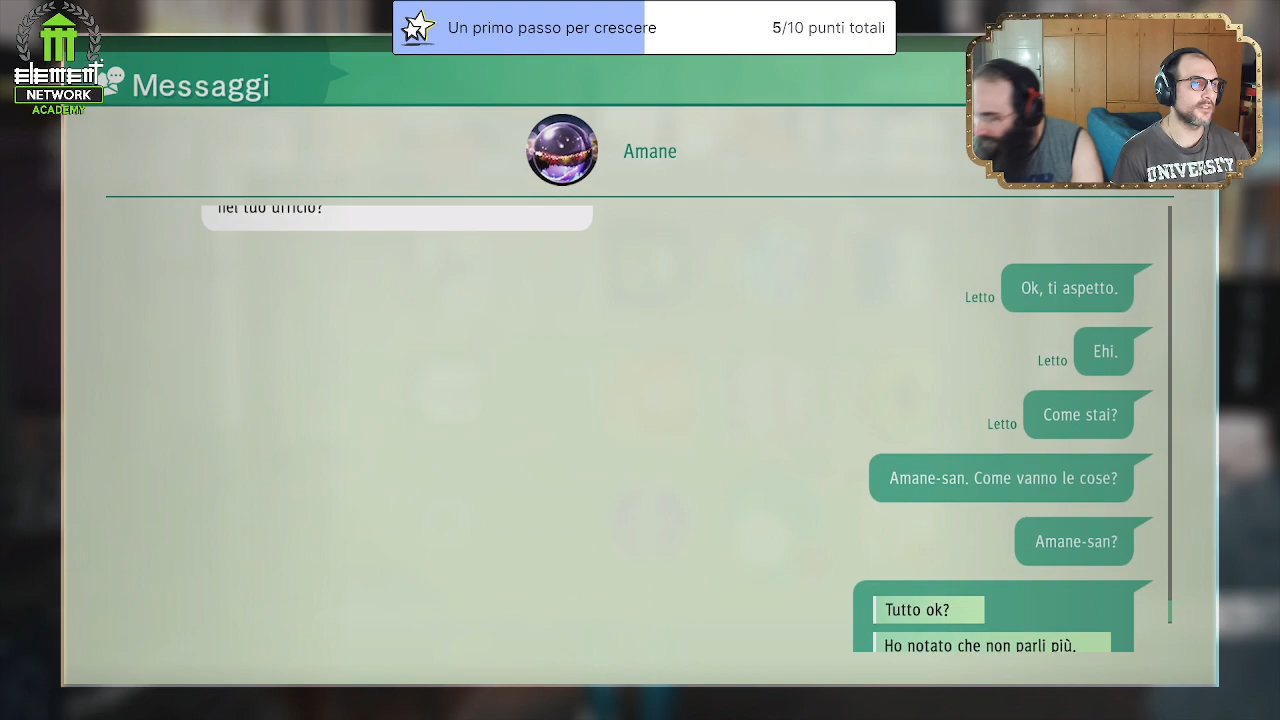 Un primo passo per crescere 5/10 punti totali
ELEMENT
NETWORK
ACADEMY
Messaggi
Amane
UNIVERSITY
nel tuo ufficio?
Letto Ok, ti aspetto.
Letto Ehi.
Letto Come stai?
Amane-san. Come vanno le cose?
Amane-san?
Tutto ok?
Ho notato che non parli più.